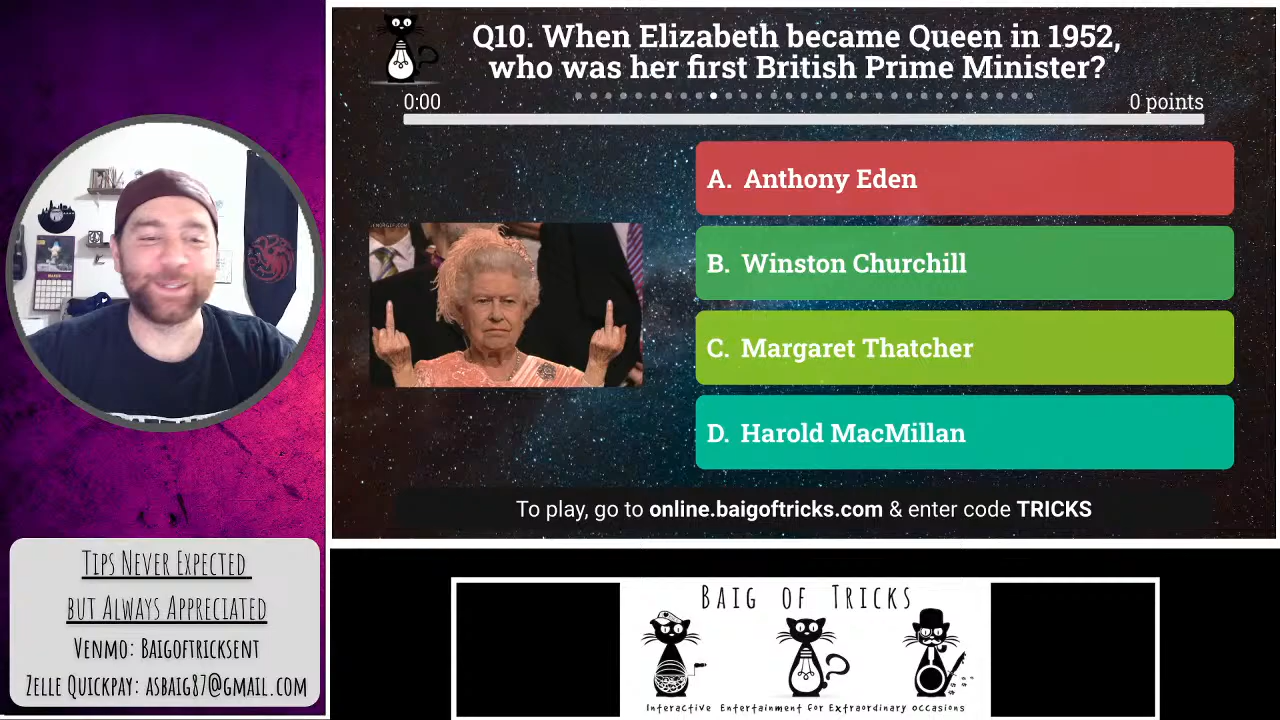 Q10. When Elizabeth became Queen in 1952,
who was her first British Prime Minister?
0:00
0 points
A. Anthony Eden
B. Winston Churchill
C. Margaret Thatcher
D. Harold MacMillan
To play, go to online.baigoftricks.com & enter code TRICKS
Tips Never Expected
but Always Appreciated
Venmo: Baigoftricksent
Zelle Quickpay: asbaig87@gmail.com
Baig of Tricks
Interactive Entertainment for Extraordinary Occasions